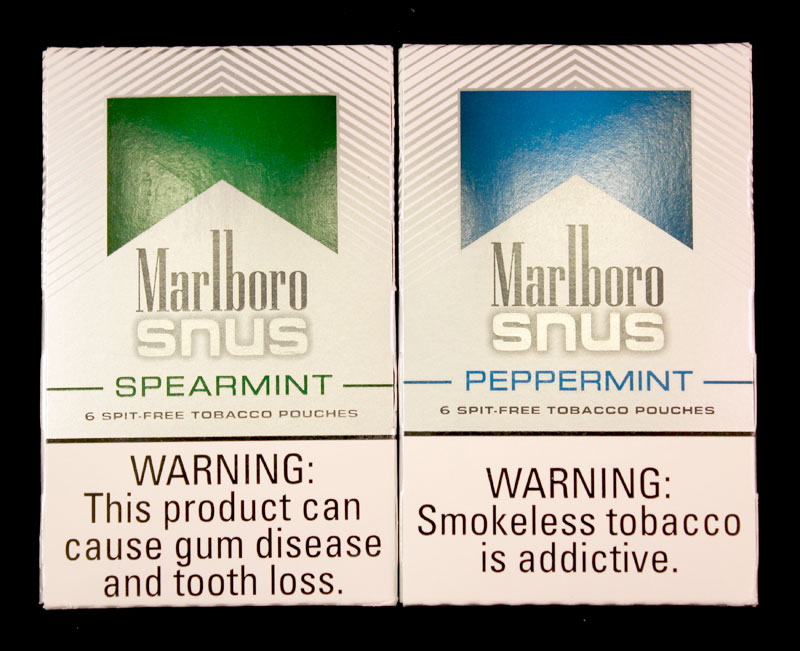 Marlboro
snus
SPEARMINT
6 SPIT-FREE TOBACCO POUCHES
WARNING:
This product can
cause gum disease
and tooth loss.
Marlboro
snus
PEPPERMINT
6 SPIT-FREE TOBACCO POUCHES
WARNING:
Smokeless tobacco
is addictive.